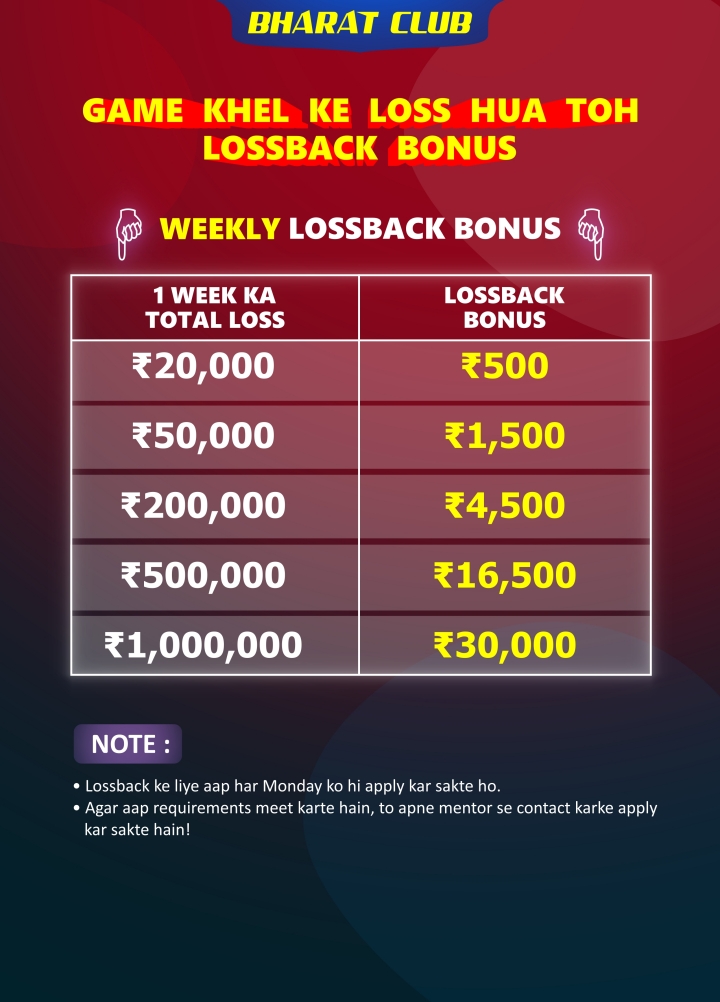 BHARAT CLUB
GAME KHEL KE LOSS HUA TOH
LOSSBACK BONUS
WEEKLY LOSSBACK BONUS
1 WEEK KA
TOTAL LOSS
LOSSBACK
BONUS
₹20,000 ₹500
₹50,000 ₹1,500
₹200,000 ₹4,500
₹500,000 ₹16,500
₹1,000,000 ₹30,000
NOTE :
• Lossback ke liye aap har Monday ko hi apply kar sakte ho.
• Agar aap requirements meet karte hain, to apne mentor se contact karke apply
kar sakte hain!